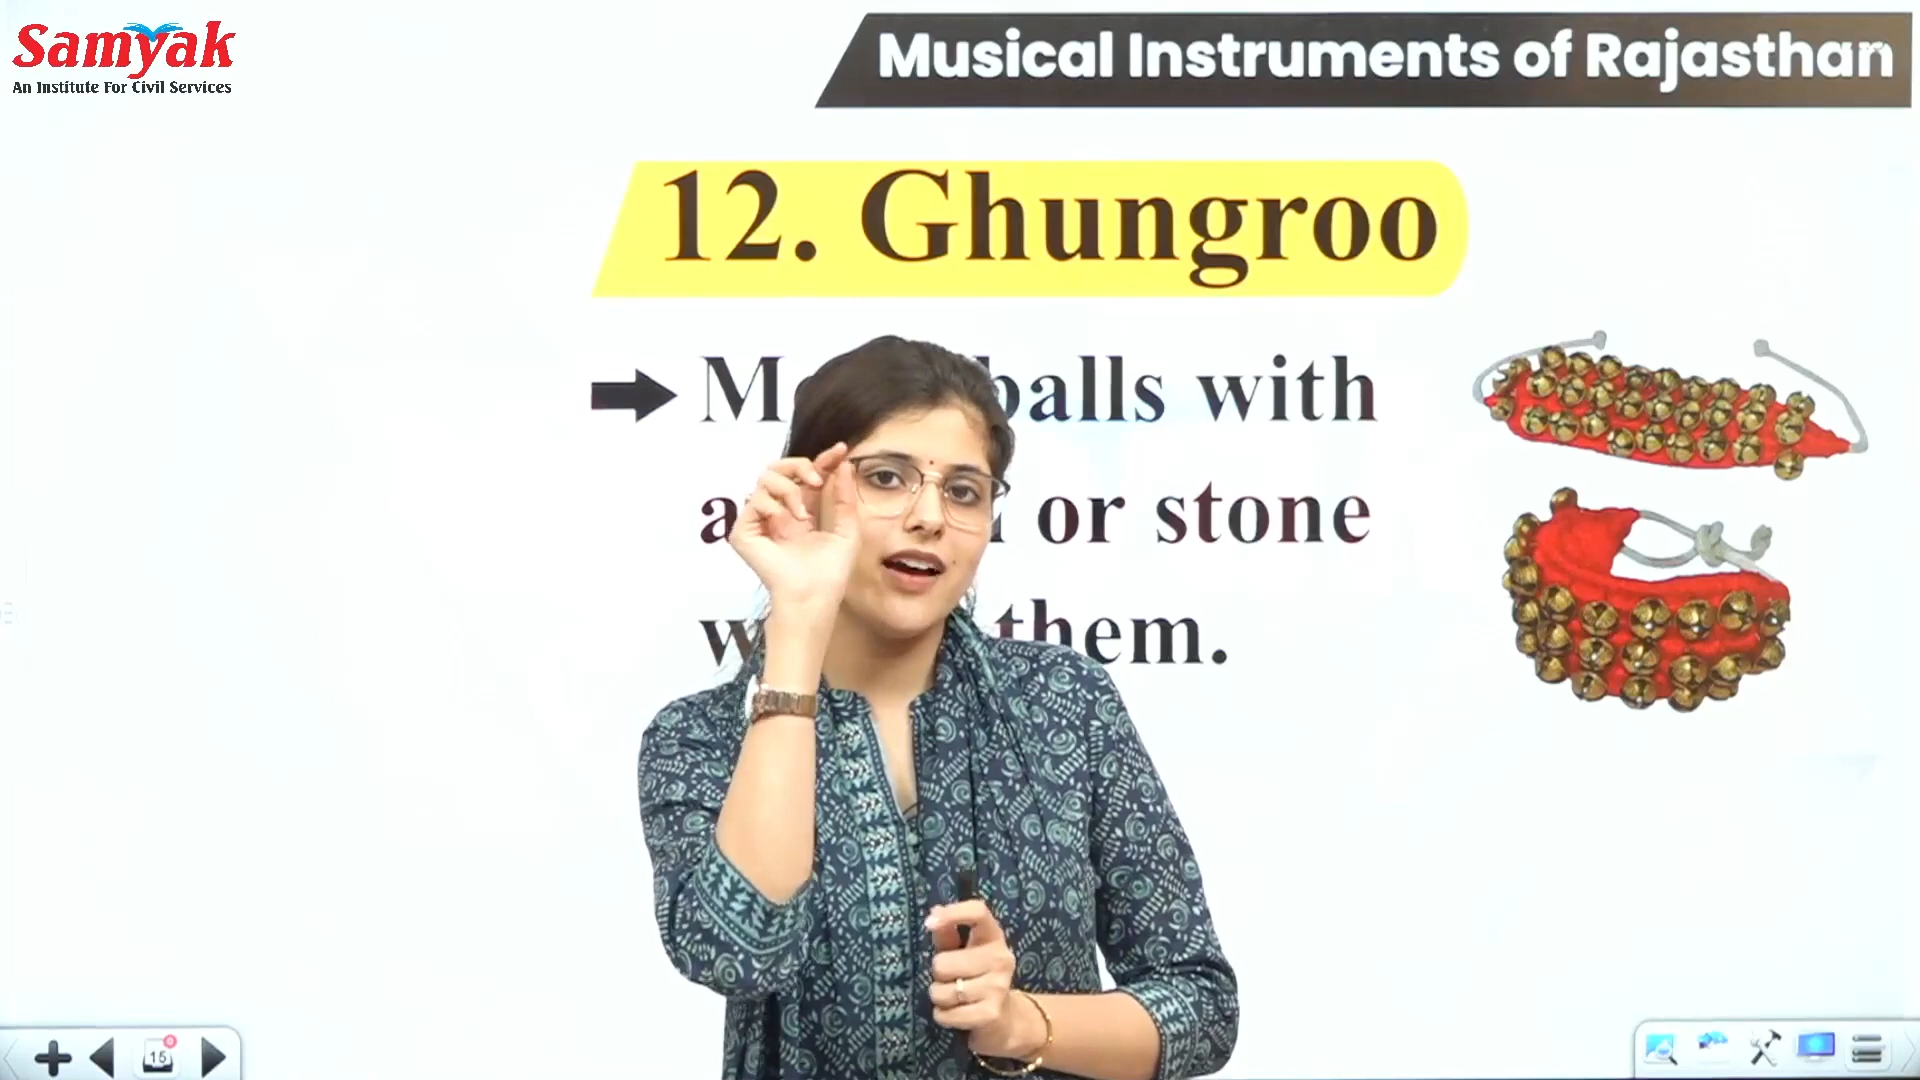 Samyak
An Institute For Civil Services
Musical Instruments of Rajasthan
12. Ghungroo
balls with
or stone
them.
15